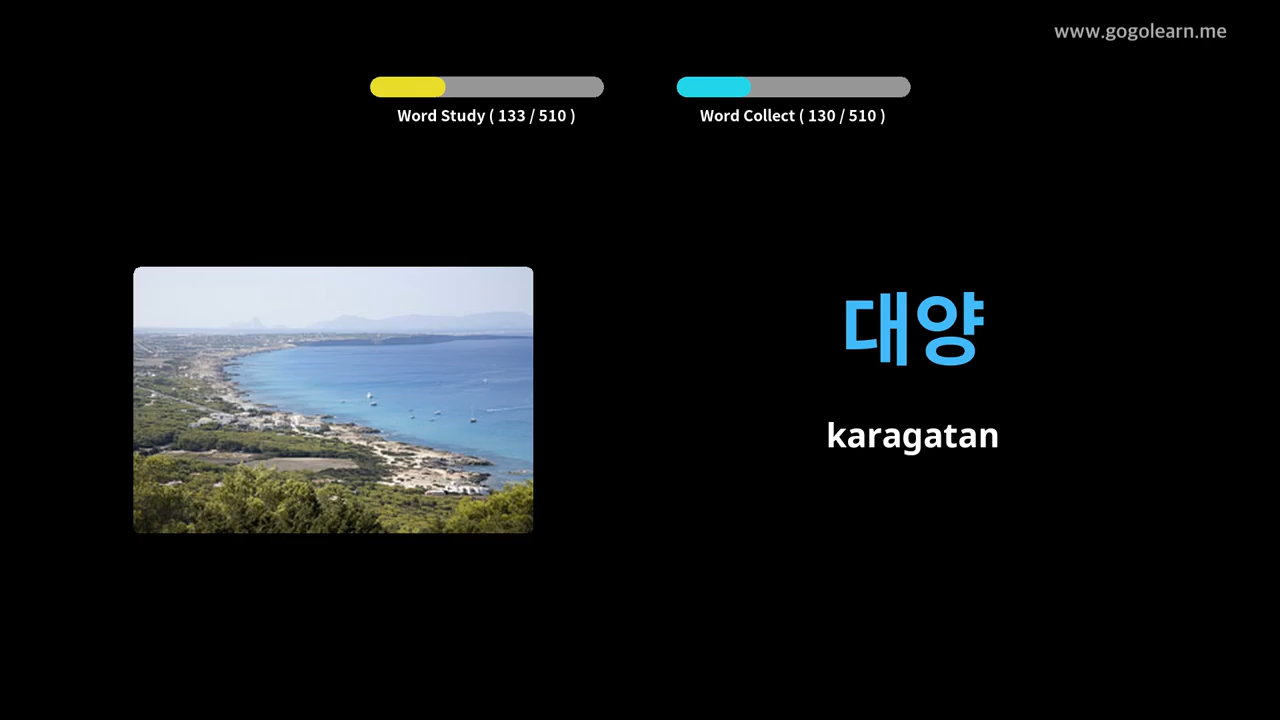 www.gogolearn.me
Word Study ( 133 / 510 )
Word Collect ( 130 / 510 )
대양
karagatan